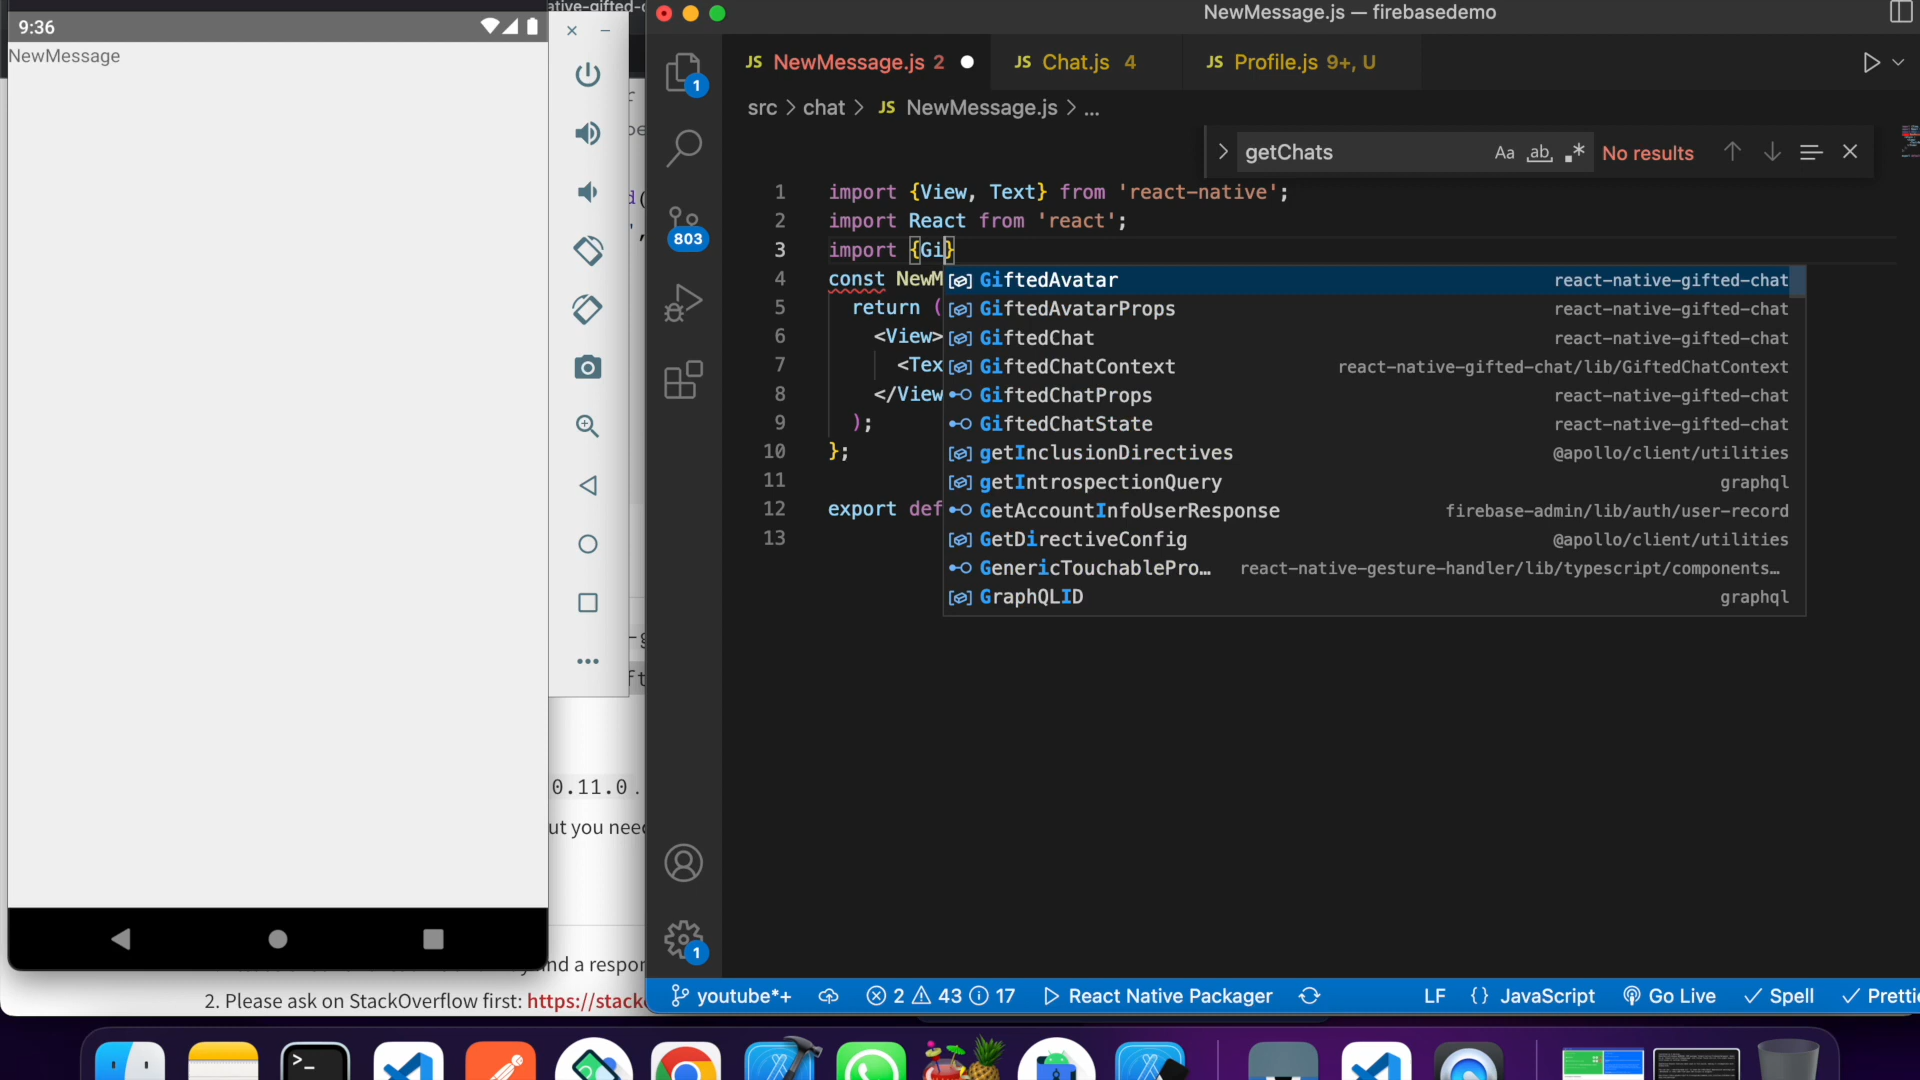 9:36
NewMessage
NewMessage.js — firebasedemo
JS NewMessage.js 2
JS Chat.js 4
JS Profile.js 9+, U
src > chat > JS NewMessage.js > ...
getChats
Aa ab .*
No results
1
803
1
1 import {View, Text} from 'react-native';
2 import React from 'react';
3 import {Gi}
4 const NewM
5 return (
6 <View>
7 <Tex
8 </View
9 );
10 };
11
12 export def
13
GiftedAvatar react-native-gifted-chat
GiftedAvatarProps react-native-gifted-chat
GiftedChat react-native-gifted-chat
GiftedChatContext react-native-gifted-chat/lib/GiftedChatContext
GiftedChatProps react-native-gifted-chat
GiftedChatState react-native-gifted-chat
getInclusionDirectives @apollo/client/utilities
getIntrospectionQuery graphql
GetAccountInfoUserResponse firebase-admin/lib/auth/user-record
GetDirectiveConfig @apollo/client/utilities
GenericTouchablePro... react-native-gesture-handler/lib/typescript/components...
GraphQLID graphql
0.11.0.
ut you need
nd a respon
2. Please ask on StackOverflow first: https://stack
youtube*+ 2 43 17 React Native Packager LF {} JavaScript Go Live Spell Prettie